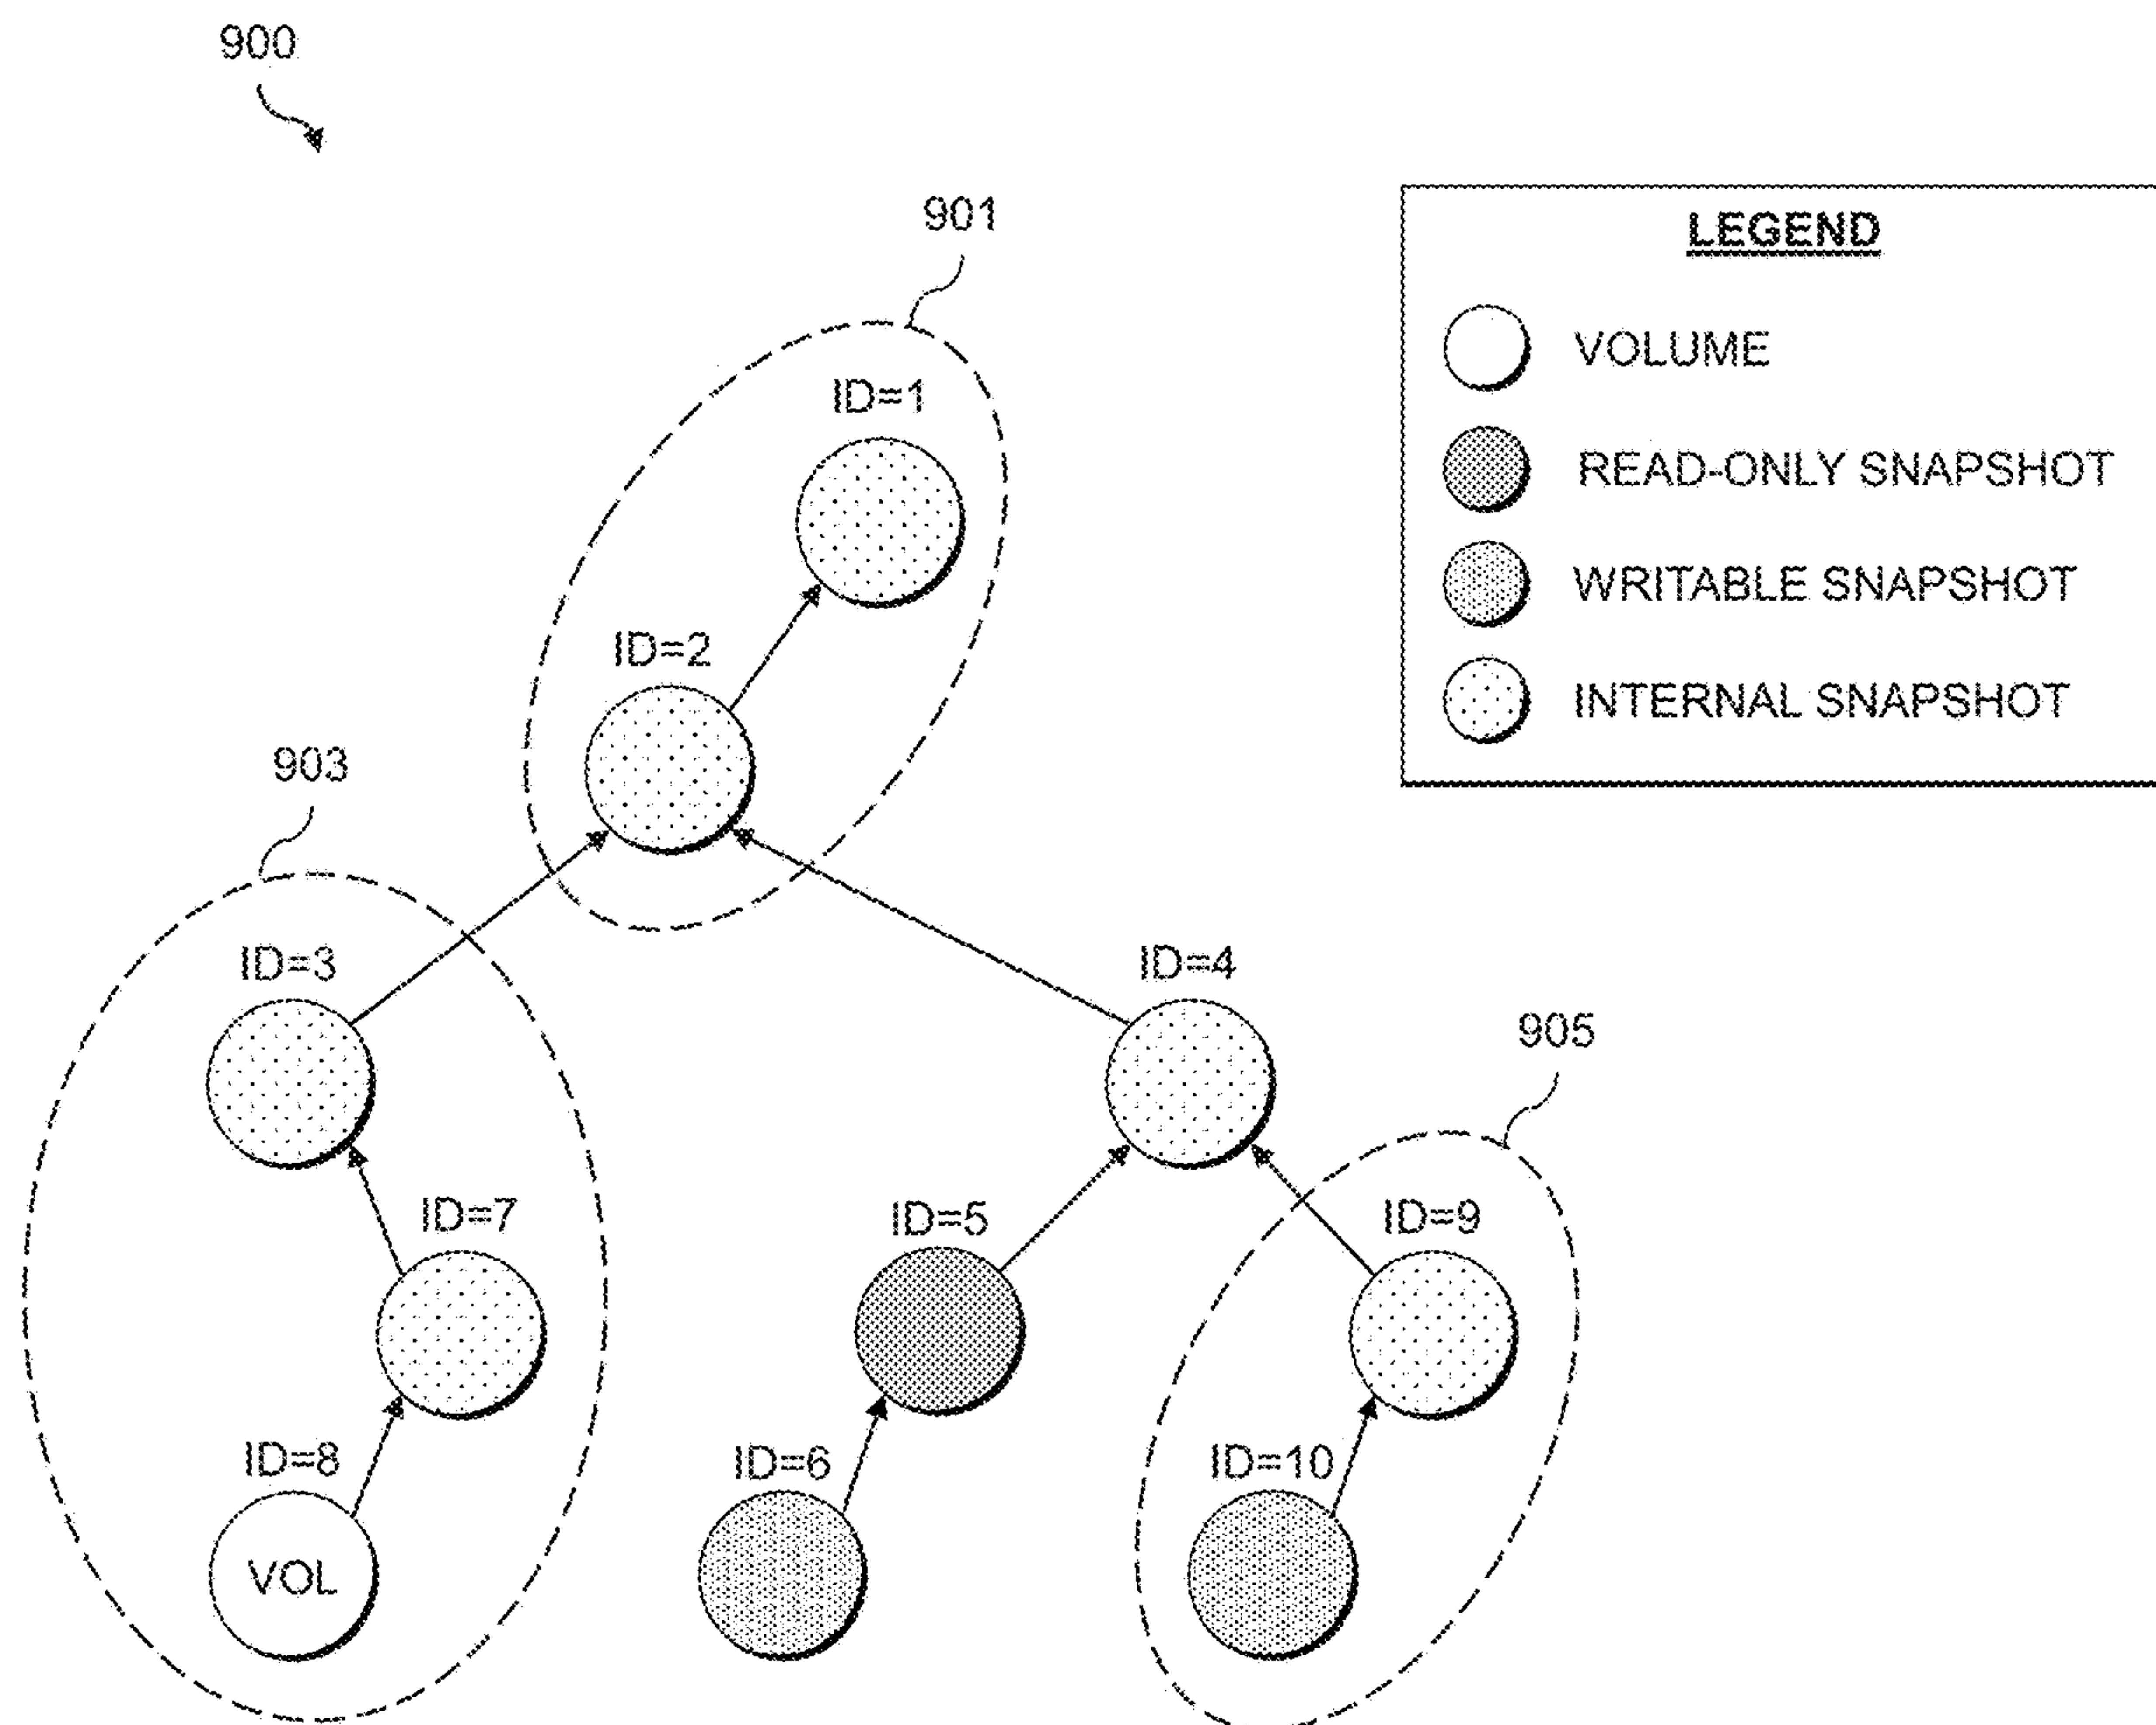 900
901
LEGEND
VOLUME
READ-ONLY SNAPSHOT
WRITABLE SNAPSHOT
INTERNAL SNAPSHOT
ID=1
ID=2
903
ID=3
ID=4
905
ID=7
ID=5
ID=9
ID=8
ID=6
ID=10
VOL